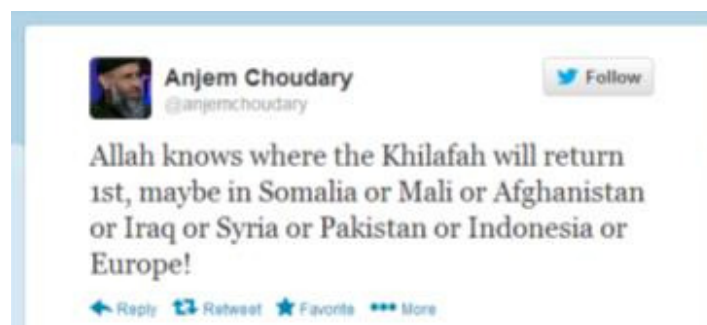 Anjem Choudary
Follow
@anjemchoudary
Allah knows where the Khilafah will return
1st, maybe in Somalia or Mali or Afghanistan
or Iraq or Syria or Pakistan or Indonesia or
Europe!
Reply Retweet Favorite More